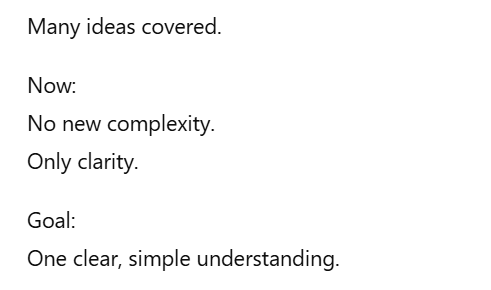 Many ideas covered.
Now:
No new complexity.
Only clarity.
Goal:
One clear, simple understanding.